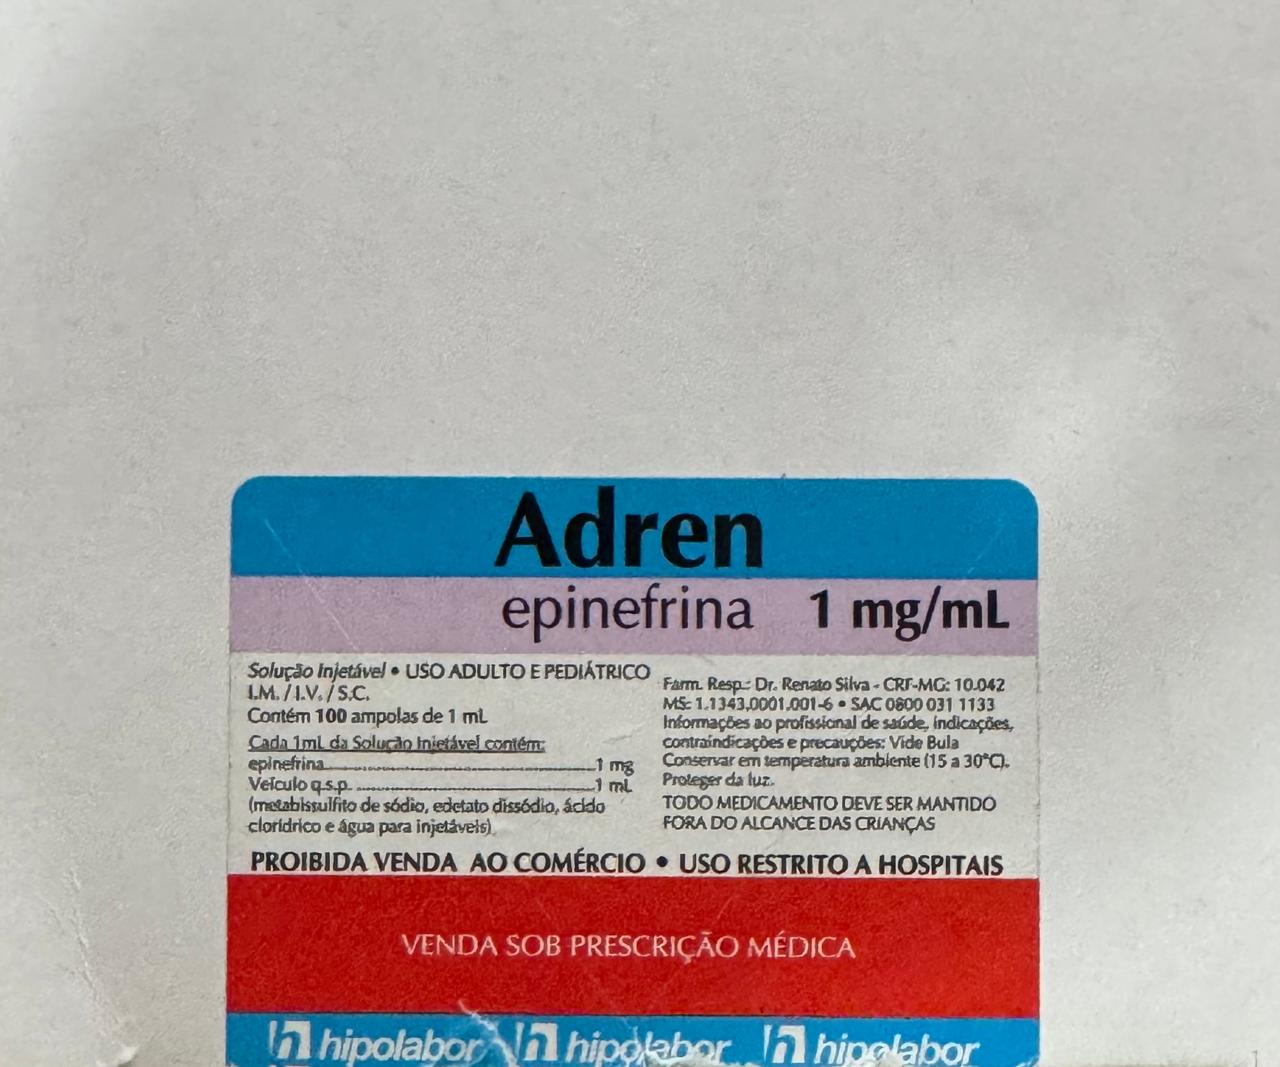 Adren
epinefrina 1 mg/mL
Solução Injetável • USO ADULTO E PEDIÁTRICO
I.M. / I.V. / S.C.
Contém 100 ampolas de 1 mL
Cada 1mL da Solução Injetável contém:
epinefrina..................................................1 mg
Veículo q.s.p. .............................................1 mL
(metabissulfito de sódio, edetato dissódio, ácido
clorídrico e água para injetáveis)
Farm. Resp.: Dr. Renato Silva - CRF-MG: 10.042
MS: 1.1343.0001.001-6 • SAC 0800 031 1133
Informações ao profissional de saúde, indicações,
contraindicações e precauções: Vide Bula
Conservar em temperatura ambiente (15 a 30°C).
Proteger da luz.
TODO MEDICAMENTO DEVE SER MANTIDO
FORA DO ALCANCE DAS CRIANÇAS
PROIBIDA VENDA AO COMÉRCIO • USO RESTRITO A HOSPITAIS
VENDA SOB PRESCRIÇÃO MÉDICA
hipolabor hipolabor hipolabor